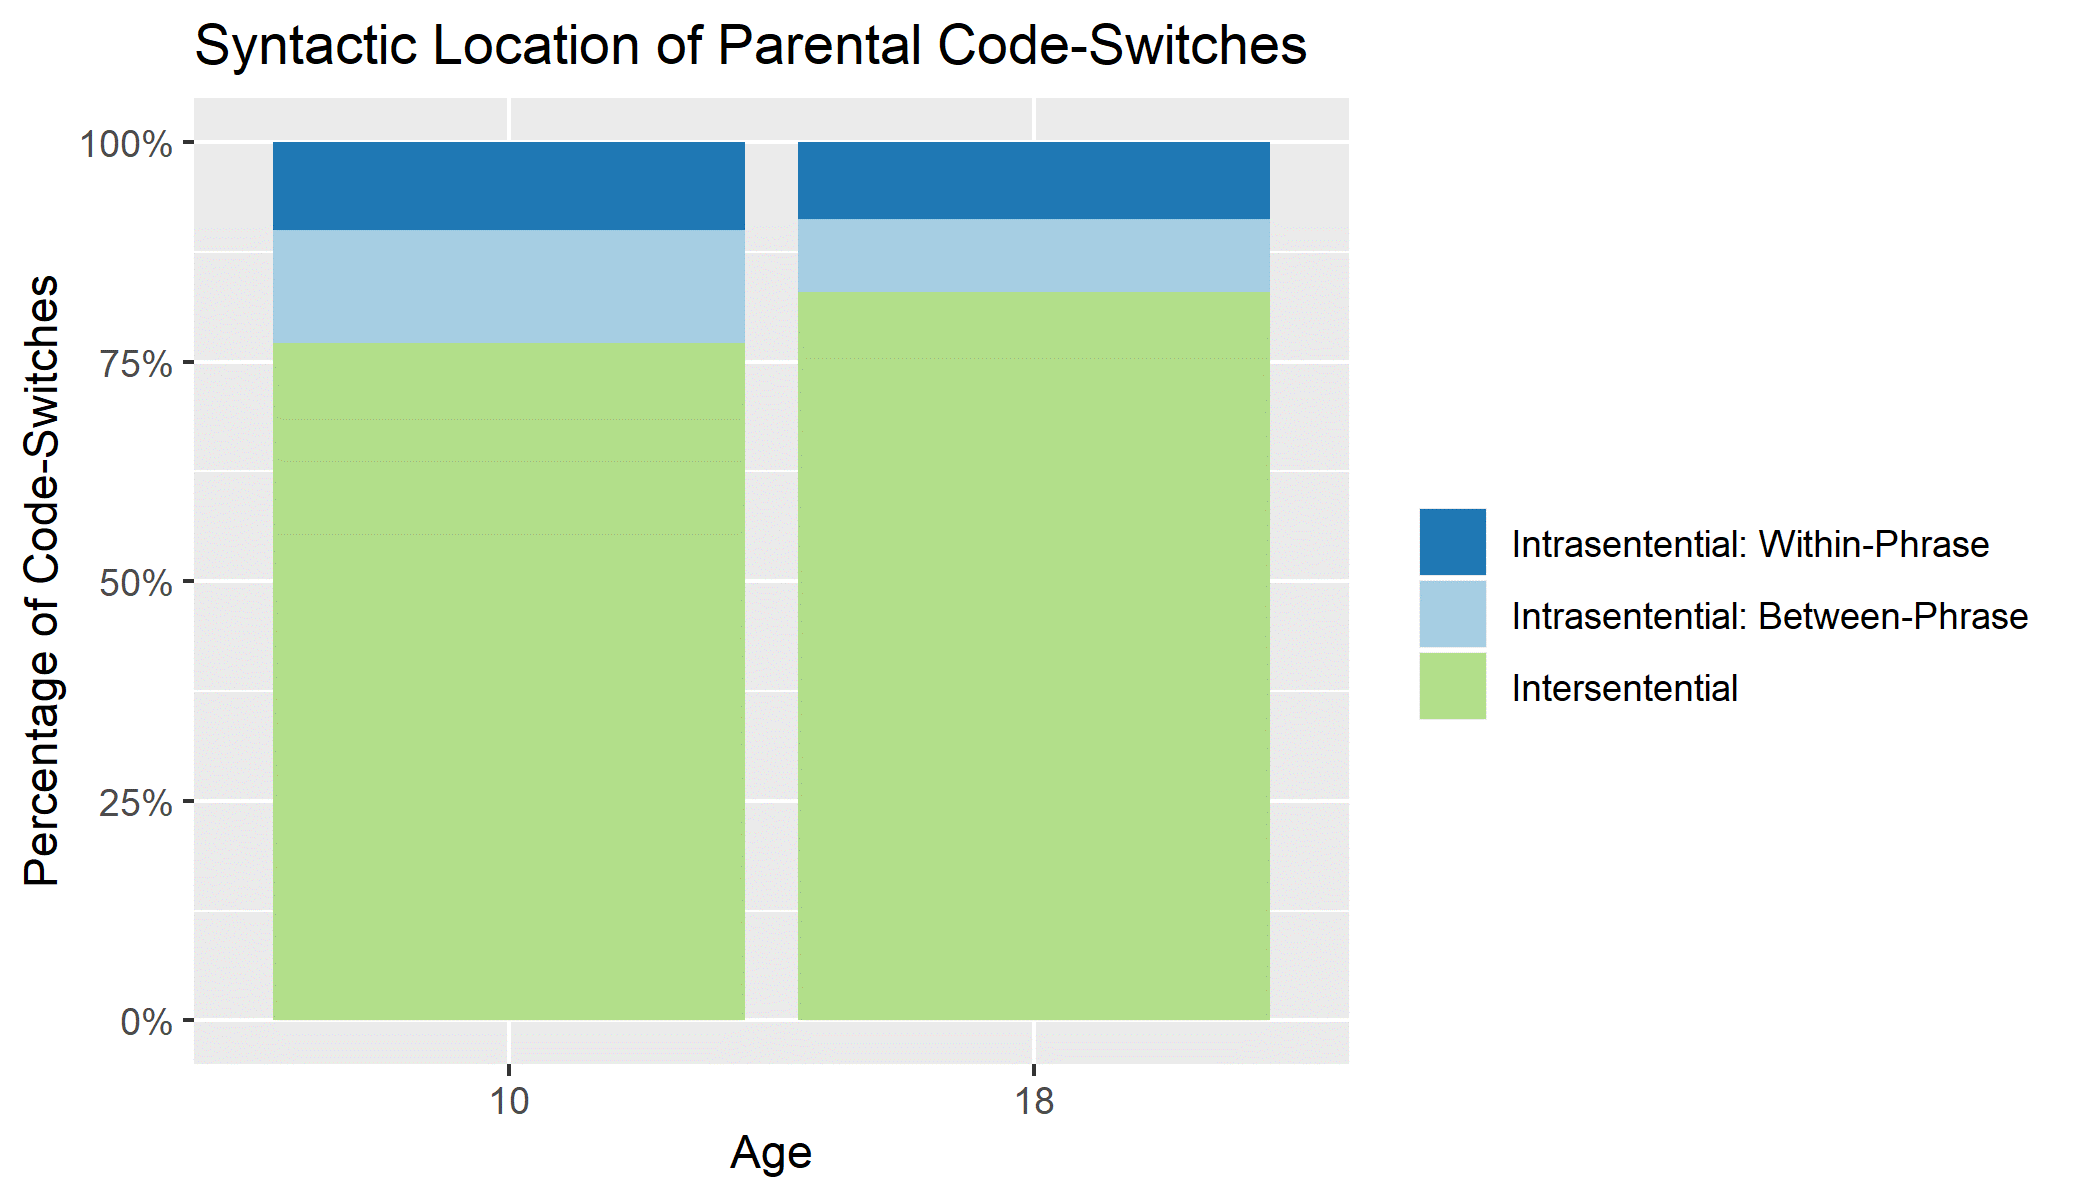 Syntactic Location of Parental Code-Switches
Percentage of Code-Switches
100%
75%
50%
25%
0%
10
18
Age
Intrasentential: Within-Phrase
Intrasentential: Between-Phrase
Intersentential